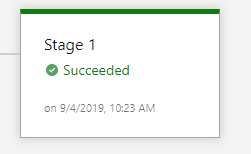 Stage 1
Succeeded
on 9/4/2019, 10:23 AM